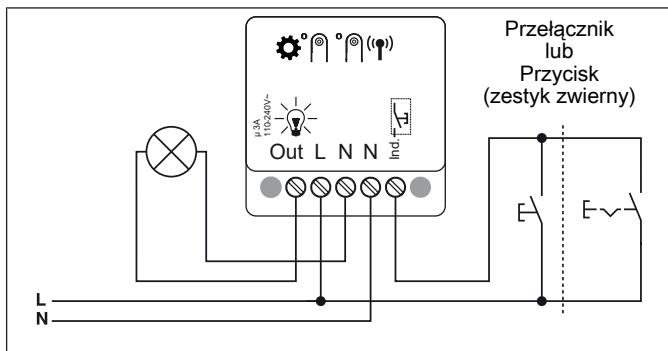 Przełącznik
lub
Przycisk
(zestyk zwierny)
µ 3A
110-240V~
Out L N N Ind.
L
N